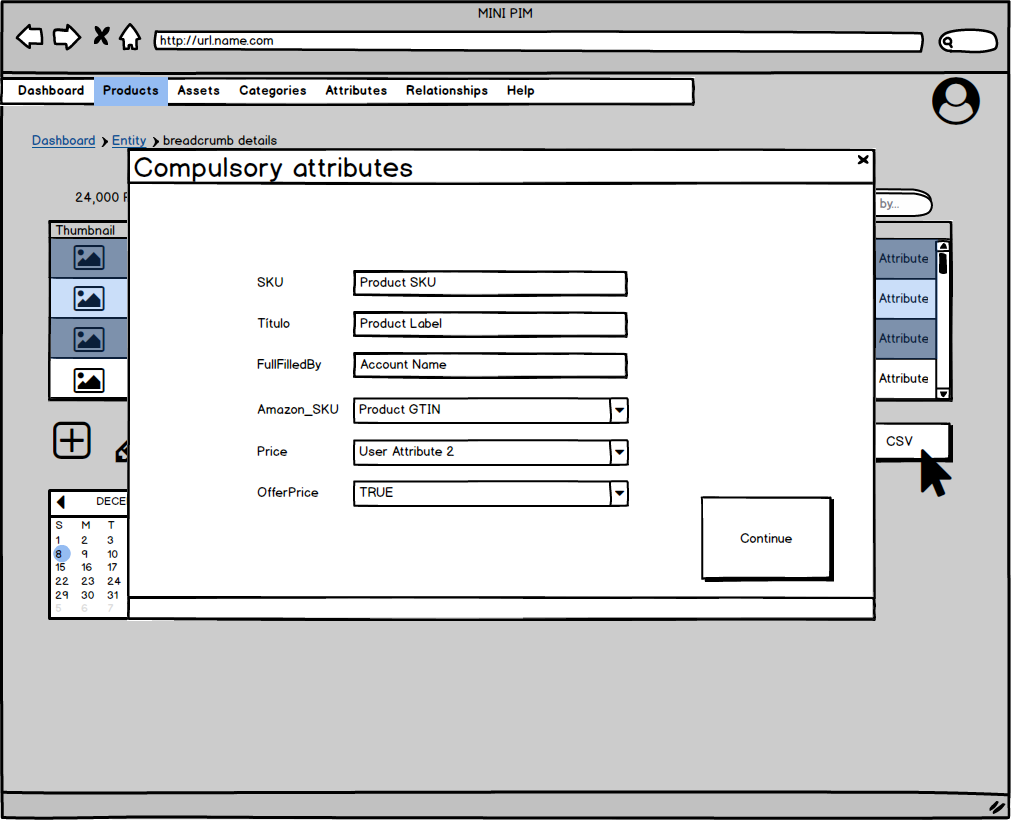 MINI PIM
http://url.name.com
Dashboard Products Assets Categories Attributes Relationships Help
Dashboard Entity breadcrumb details
Compulsory attributes
24,000
by...
Thumbnail
Attribute
Attribute
Attribute
Attribute
SKU Product SKU
Título Product Label
FullFilledBy Account Name
Amazon_SKU Product GTIN
Price User Attribute 2
OfferPrice TRUE
Continue
CSV
DECE
S M T
1 2 3
8 9 10
15 16 17
22 23 24
29 30 31
5 6 7